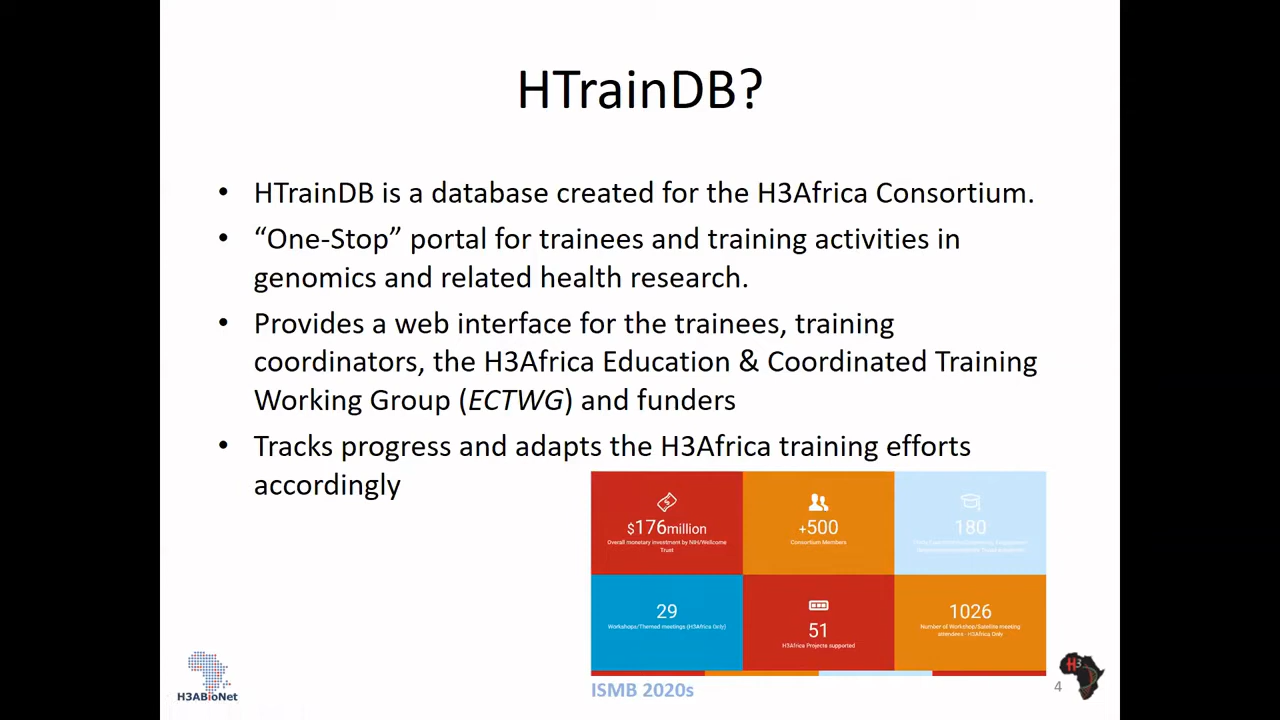 HTrainDB?
• HTrainDB is a database created for the H3Africa Consortium.
• “One-Stop” portal for trainees and training activities in
genomics and related health research.
• Provides a web interface for the trainees, training
coordinators, the H3Africa Education & Coordinated Training
Working Group (ECTWG) and funders
• Tracks progress and adapts the H3Africa training efforts
accordingly
$176million
Overall monetary investment by NIH/Wellcome
Trust
+500
Consortium Members
180
29
Workshops/Themed meetings (H3Africa Only)
51
H3Africa Projects supported
1026
Number of Workshop/Satellite meeting
attendees - H3Africa Only
H3ABioNet
ISMB 2020s
4
H3